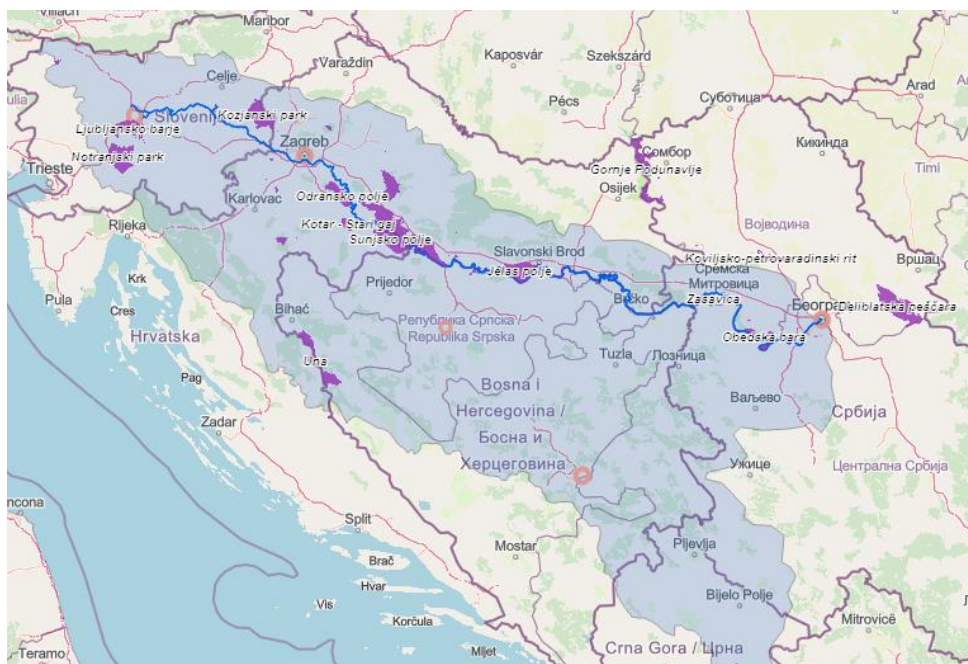 Villach
Maribor
Kaposvár
Szekszárd
Varaždin
Celje
Arad
Pécs
Суботица
Slovenij
Kozjanski park
Ljubljansko barje
Кикинда
Zagreb
Timi
Notranjski park
Сомбор
Gornje Podunavlje
Trieste
Osijek
Odransko polje
Karlovac
Kotar - Stari gaj
Војводина
Rijeka
Sunjsko polje
Slavonski Brod
Koviljsko-petrovaradinski rit
Вршац
Krk
Jelas polje
Сремска
Митровица
Prijedor
Pula
Cres
Brčko
Zasavica
Београд
Deliblatska peščara
Bihać
Република Српска /
Republika Srpska
Hrvatska
Obedska bara
Tuzla
Лозница
Una
Pag
Bosna i
Hercegovina /
Босна и
Херцеговина
Ваљево
Србија
Zadar
Ужице
Централна Србија
ncona
Split
Mostar
Pljevlja
Brač
Hvar
Vis
Bijelo Polje
Korčula
Mitrovicë
Teramo
Mljet
Crna Gora / Црна